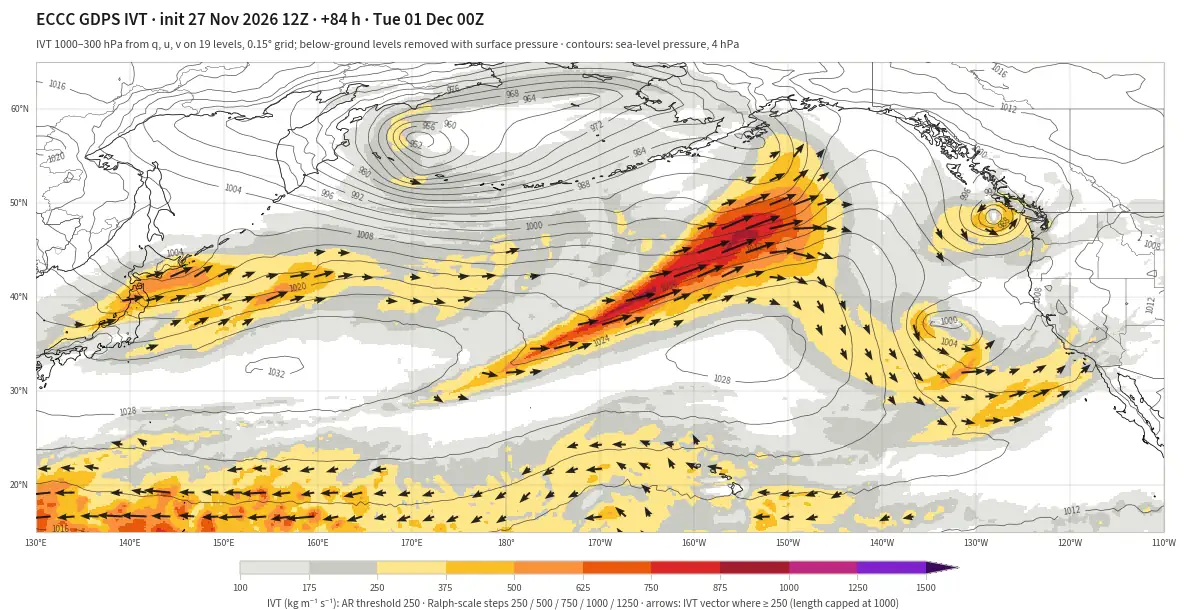 ECCC GDPS IVT · init 27 Nov 2026 12Z · +84 h · Tue 01 Dec 00Z
IVT 1000–300 hPa from q, u, v on 19 levels, 0.15° grid; below-ground levels removed with surface pressure · contours: sea-level pressure, 4 hPa
1016
968
964
1016
1012
60°N
956
960
972
952
1020
984
980
988
1004
996
992
50°N
1000
1008
1004
1008
1020
40°N
1008
1012
1000
1024
1004
1032
1028
30°N
1028
20°N
1016
1012
130°E
140°E
150°E
160°E
170°E
180°
170°W
160°W
150°W
140°W
130°W
120°W
110°W
100
175
250
375
500
625
750
875
1000
1250
1500
IVT (kg m⁻¹ s⁻¹): AR threshold 250 · Ralph-scale steps 250 / 500 / 750 / 1000 / 1250 · arrows: IVT vector where ≥ 250 (length capped at 1000)